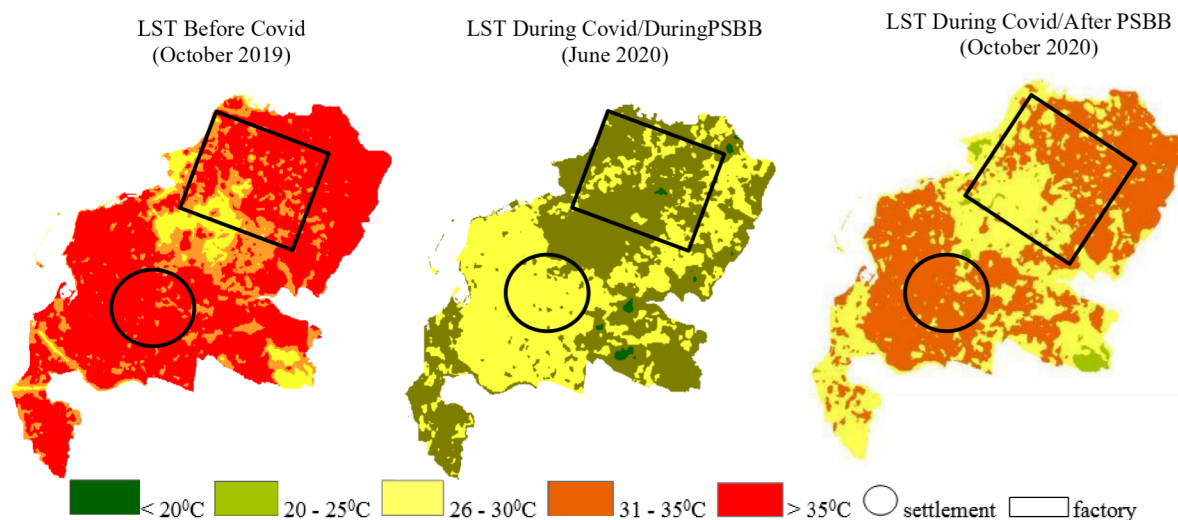 LST Before Covid
(October 2019)
LST During Covid/DuringPSBB
(June 2020)
LST During Covid/After PSBB
(October 2020)
< 20⁰C
20 - 25⁰C
26 - 30⁰C
31 - 35⁰C
> 35⁰C
settlement
factory